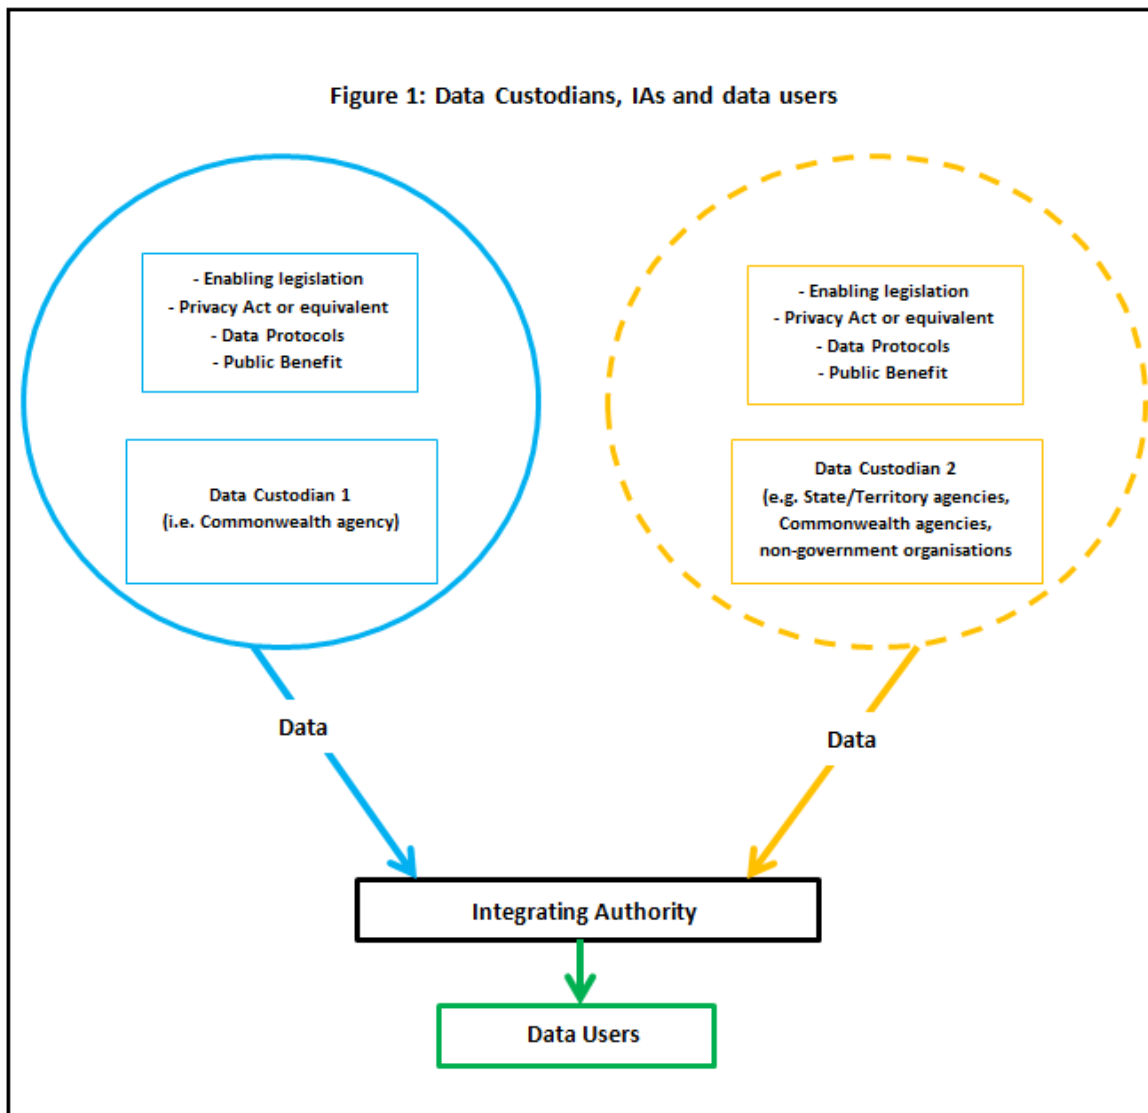 Figure 1: Data Custodians, IAs and data users
- Enabling legislation
- Privacy Act or equivalent
- Data Protocols
- Public Benefit
Data Custodian 1
(i.e. Commonwealth agency)
- Enabling legislation
- Privacy Act or equivalent
- Data Protocols
- Public Benefit
Data Custodian 2
(e.g. State/Territory agencies,
Commonwealth agencies,
non-government organisations
Data
Data
Integrating Authority
Data Users